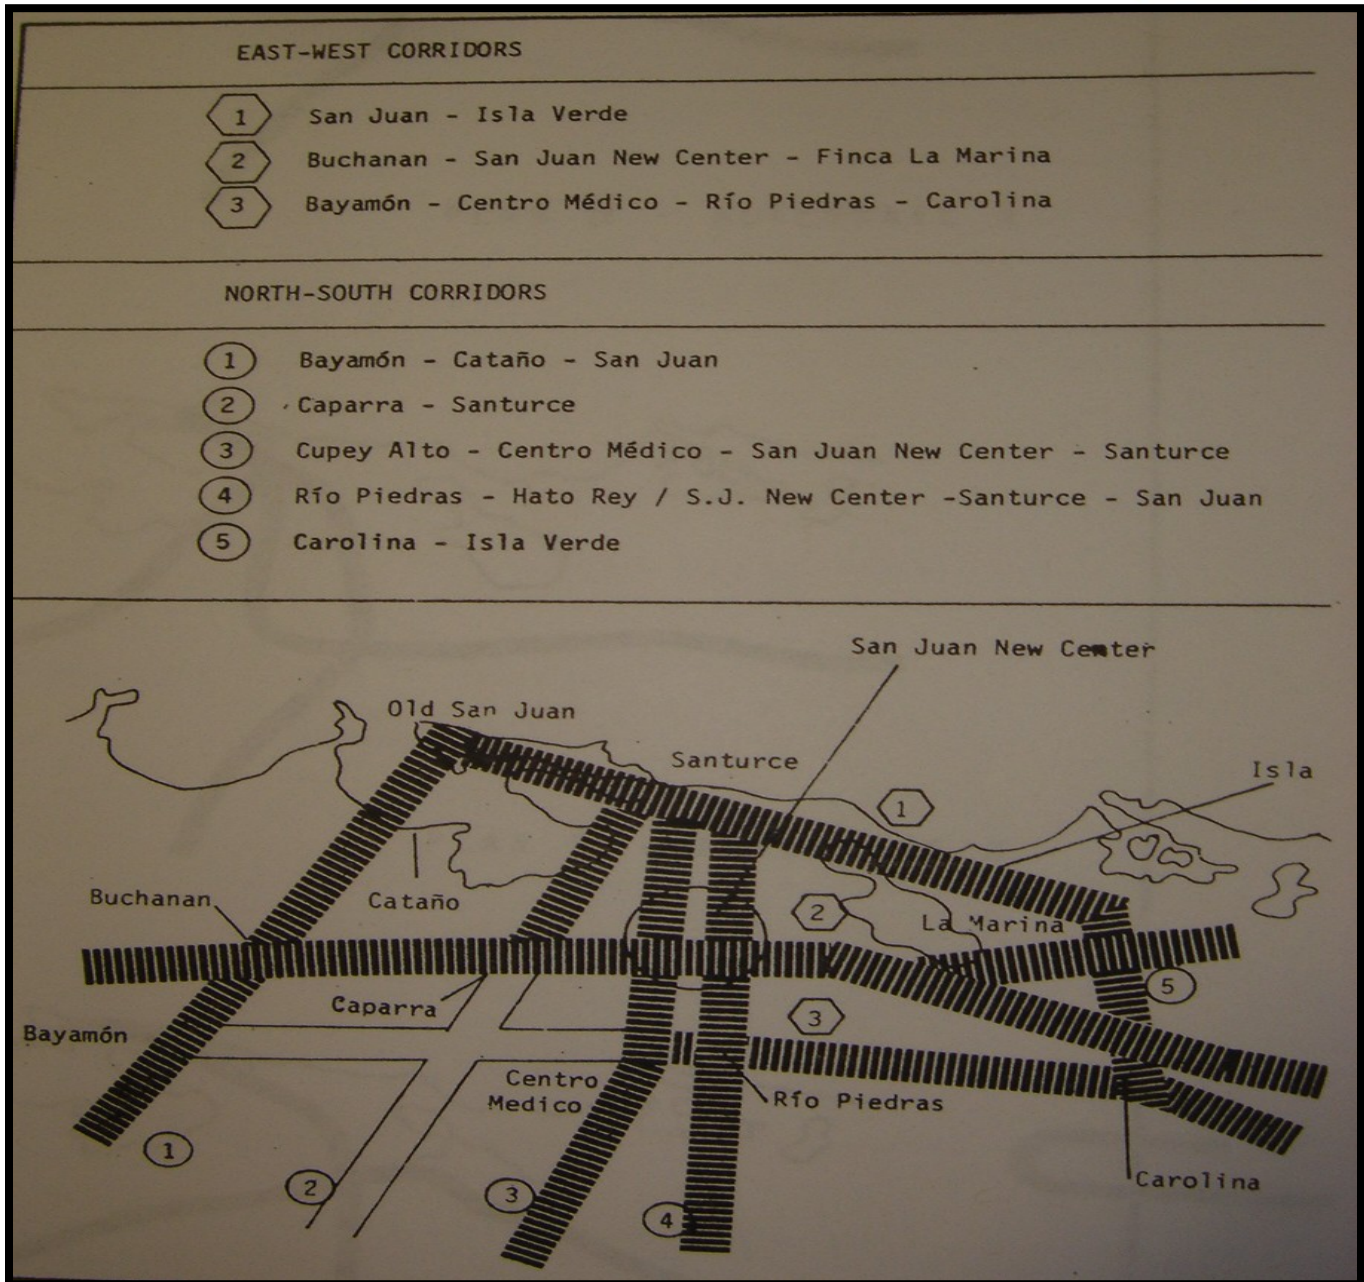 EAST-WEST CORRIDORS
1 San Juan - Isla Verde
2 Buchanan - San Juan New Center - Finca La Marina
3 Bayamón - Centro Médico - Río Piedras - Carolina
NORTH-SOUTH CORRIDORS
1 Bayamón - Cataño - San Juan
2 Caparra - Santurce
3 Cupey Alto - Centro Médico - San Juan New Center - Santurce
4 Río Piedras - Hato Rey / S.J. New Center -Santurce - San Juan
5 Carolina - Isla Verde
San Juan New Center
Old San Juan
Santurce
Isla
1
Buchanan
Cataño
2
La Marina
5
Caparra
3
Bayamón
Centro
Medico
Río Piedras
1
2
3
4
Carolina